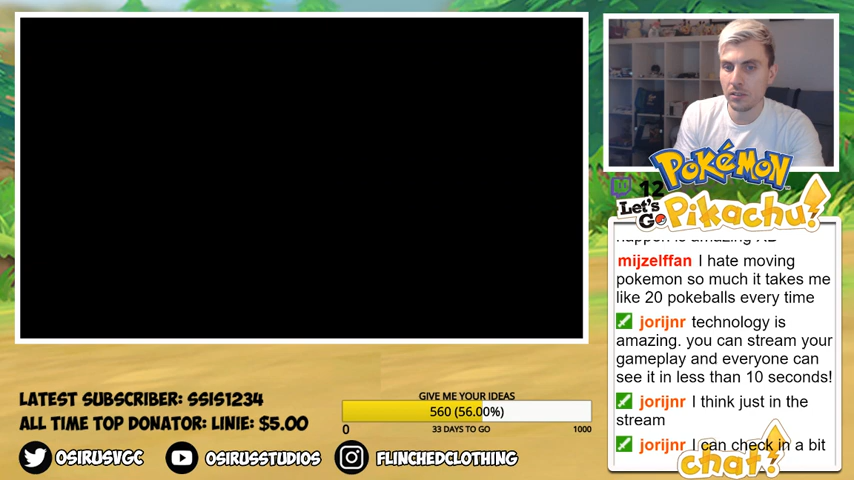 POKÉMON
12
Let's Go Pikachu!
mijzelffan I hate moving
pokemon so much it takes me
like 20 pokeballs every time
jorijnr technology is
amazing. you can stream your
gameplay and everyone can
see it in less than 10 seconds!
jorijnr I think just in the
stream
jorijnr I can check in a bit
chat!
LATEST SUBSCRIBER: SSIS1234
ALL TIME TOP DONATOR: LINIE: $5.00
GIVE ME YOUR IDEAS
560 (56.00%)
0
33 DAYS TO GO
1000
OSIRUSVGC
OSIRUSSTUDIOS
FLINCHEDCLOTHING